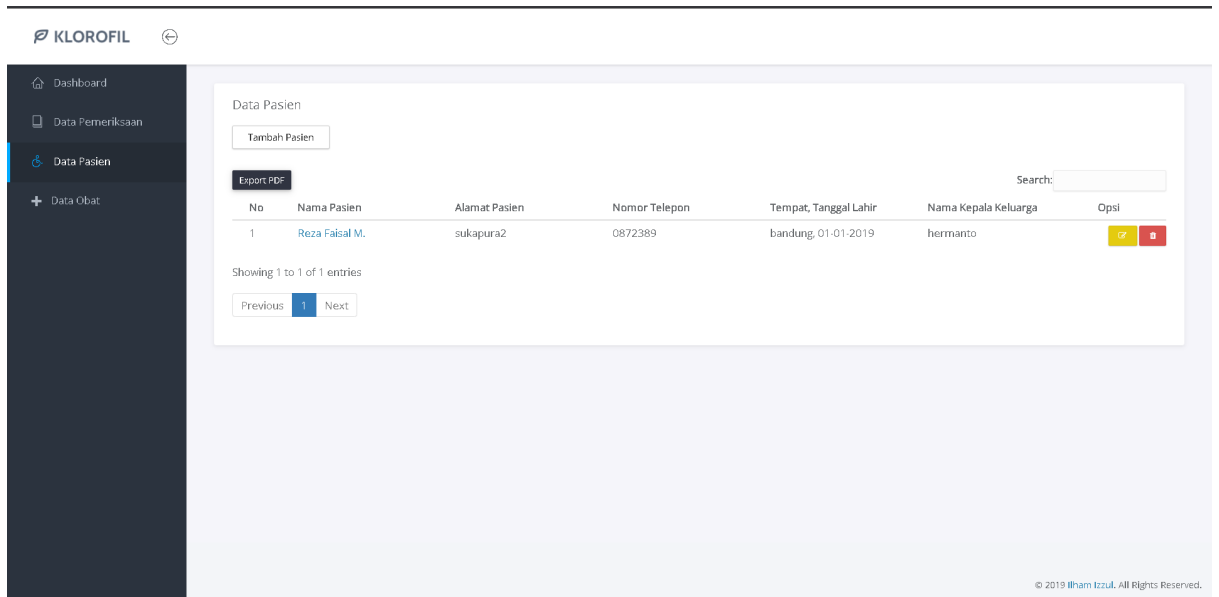 KLOROFIL
Dashboard
Data Pemeriksaan
Data Pasien
Data Obat
Data Pasien
Tambah Pasien
Export PDF
Search:
No Nama Pasien Alamat Pasien Nomor Telepon Tempat, Tanggal Lahir Nama Kepala Keluarga Opsi
1 Reza Faisal M. sukapura2 0872389 bandung, 01-01-2019 hermanto
Showing 1 to 1 of 1 entries
Previous 1 Next
© 2019 Ilham Izzul. All Rights Reserved.